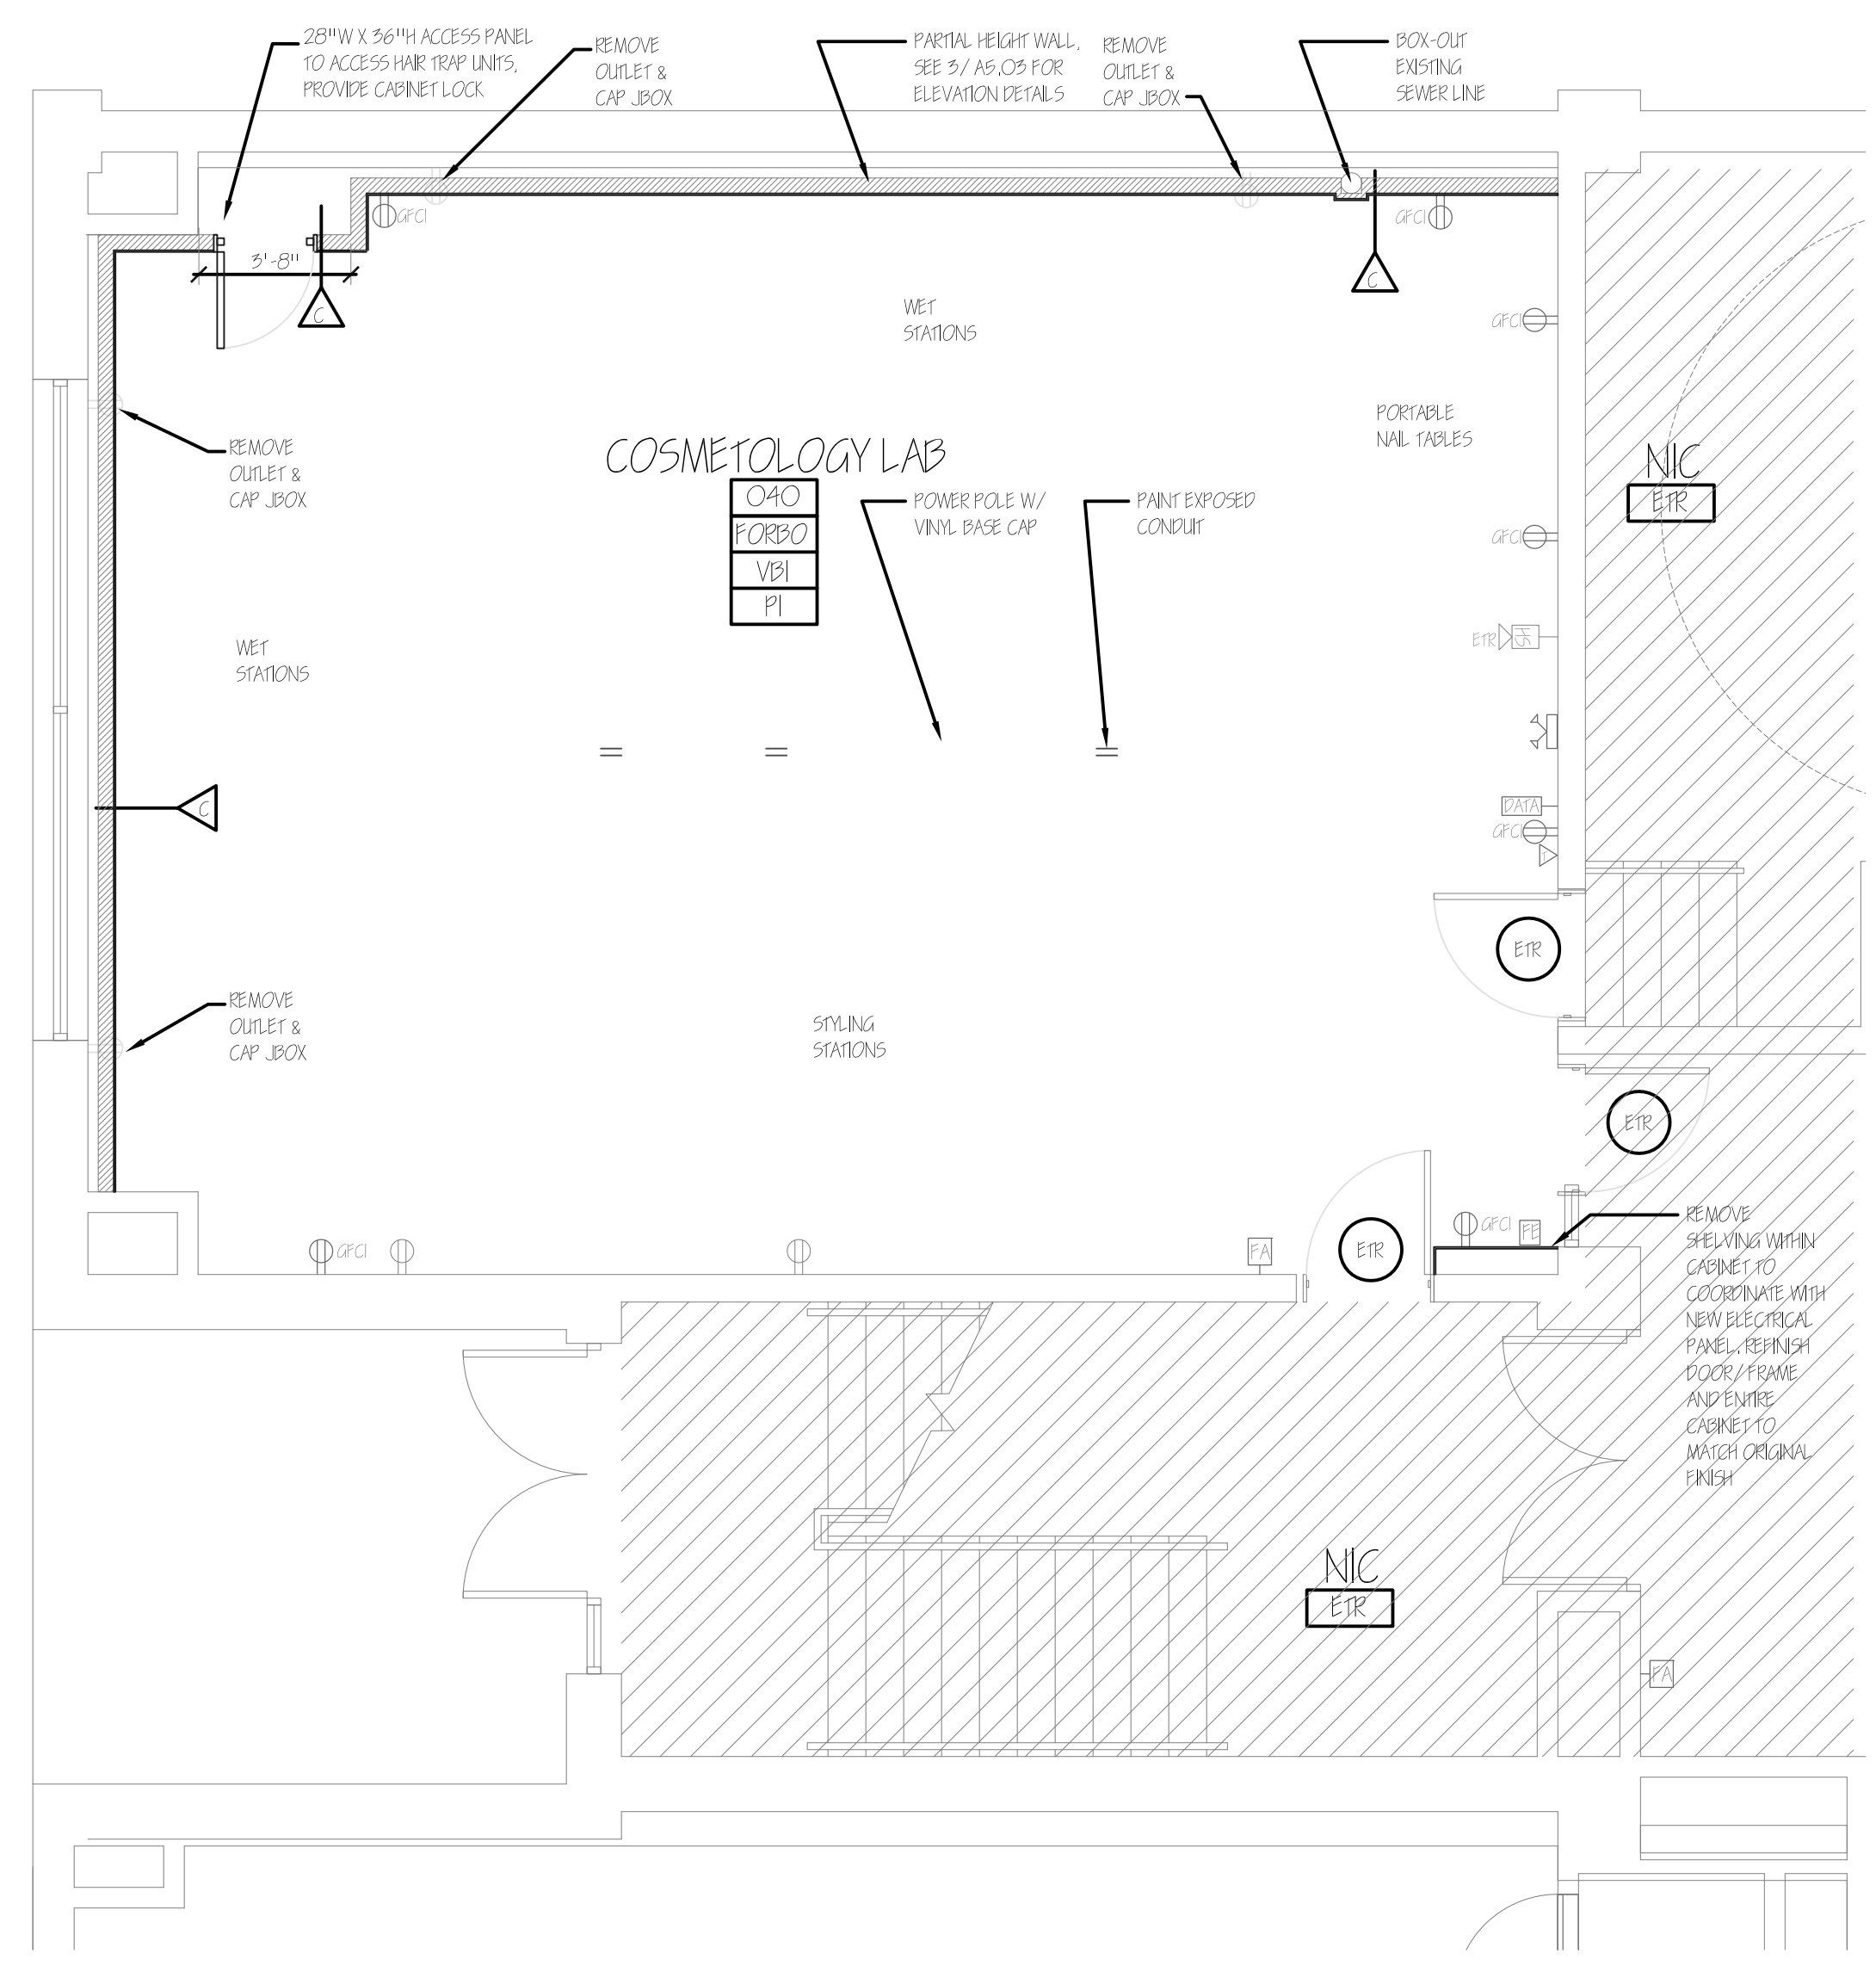 28"W X 36"H ACCESS PANEL
TO ACCESS HAIR TRAP UNITS,
PROVIDE CABINET LOCK
REMOVE
OUTLET &
CAP JBOX
PARTIAL HEIGHT WALL,
SEE 3/ A5.03 FOR
ELEVATION DETAILS
REMOVE
OUTLET &
CAP JBOX
BOX-OUT
EXISTING
SEWER LINE
GFCI
GFCI
3'-8"
C
C
WET
STATIONS
GFCI
PORTABLE
NAIL TABLES
REMOVE
OUTLET &
CAP JBOX
COSMETOLOGY LAB
040
FORBO
VB1
P1
POWER POLE W/
VINYL BASE CAP
PAINT EXPOSED
CONDUIT
NIC
ETR
GFCI
WET
STATIONS
ETR
HS
C
DATA
GFCI
T
ETR
REMOVE
OUTLET &
CAP JBOX
STYLING
STATIONS
ETR
GFCI
FA
ETR
GFCI
FE
REMOVE
SHELVING WITHIN
CABINET TO
COORDINATE WITH
NEW ELECTRICAL
PANEL, REFINISH
DOOR/ FRAME
AND ENTIRE
CABINET TO
MATCH ORIGINAL
FINISH
NIC
ETR
FA